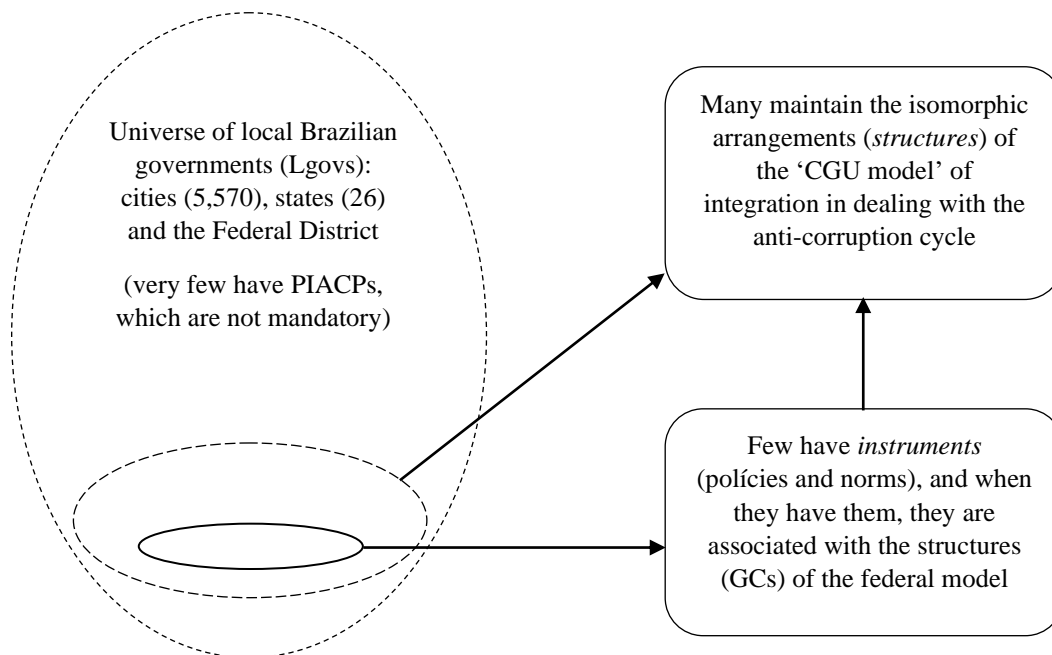 Universe of local Brazilian
governments (Lgovs):
cities (5,570), states (26)
and the Federal District
(very few have PIACPs,
which are not mandatory)
Many maintain the isomorphic
arrangements (structures) of
the ‘CGU model’ of
integration in dealing with the
anti-corruption cycle
Few have instruments
(polícies and norms), and when
they have them, they are
associated with the structures
(GCs) of the federal model